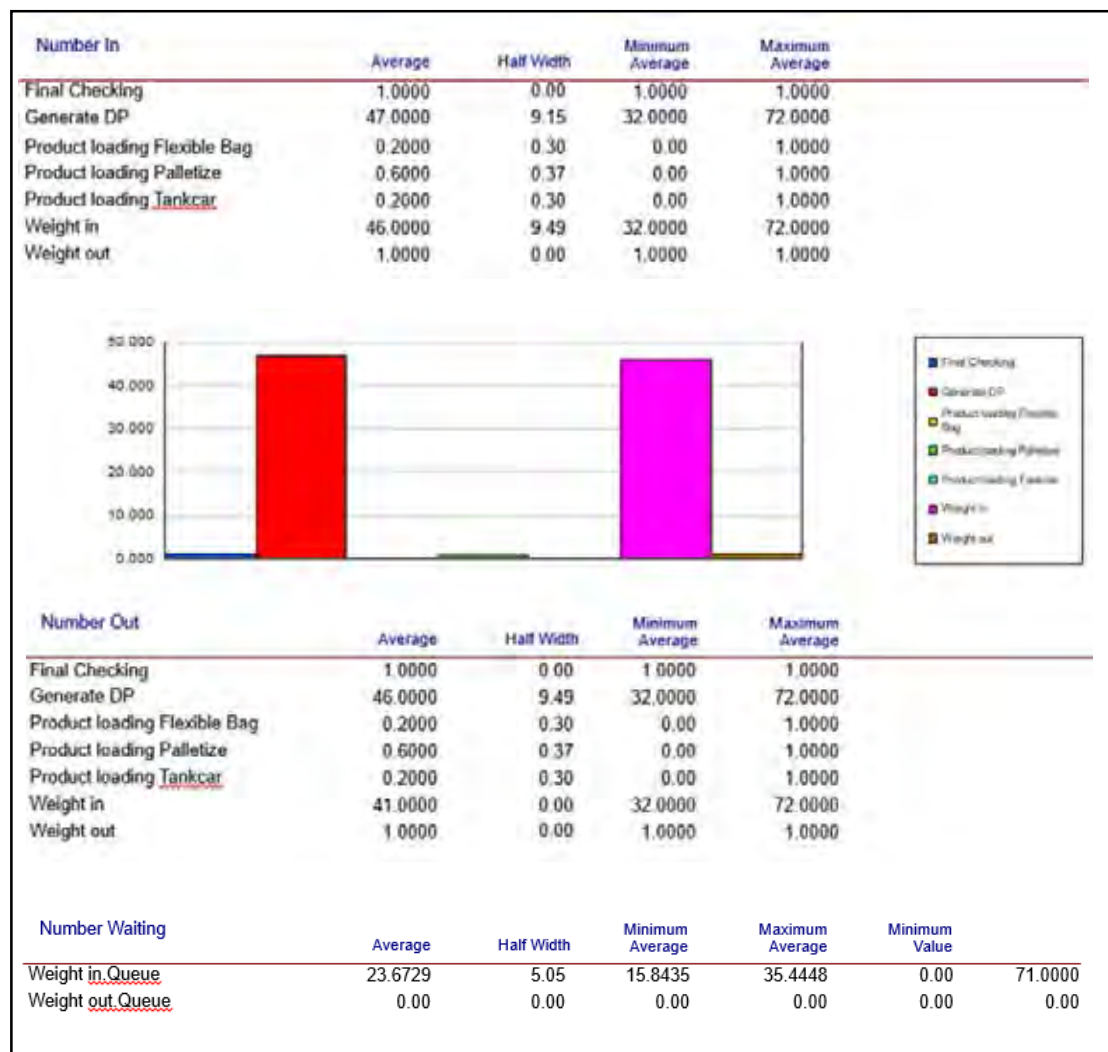 Number In
Average Half Width Minimum Average Maximum Average
Final Checking 1.0000 0.00 1.0000 1.0000
Generate DP 47.0000 9.15 32.0000 72.0000
Product loading Flexible Bag 0.2000 0.30 0.00 1.0000
Product loading Palletize 0.6000 0.37 0.00 1.0000
Product loading Tankcar 0.2000 0.30 0.00 1.0000
Weight in 46.0000 9.49 32.0000 72.0000
Weight out 1.0000 0.00 1.0000 1.0000
50.000
40.000
30.000
20.000
10.000
0.000
Final Checking
Generate DP
Product loading Flexible
Bag
Product loading Palletize
Product loading Tankcar
Weight in
Weight out
Number Out
Average Half Width Minimum Average Maximum Average
Final Checking 1.0000 0.00 1.0000 1.0000
Generate DP 46.0000 9.49 32.0000 72.0000
Product loading Flexible Bag 0.2000 0.30 0.00 1.0000
Product loading Palletize 0.6000 0.37 0.00 1.0000
Product loading Tankcar 0.2000 0.30 0.00 1.0000
Weight in 41.0000 0.00 32.0000 72.0000
Weight out 1.0000 0.00 1.0000 1.0000
Number Waiting
Average Half Width Minimum Average Maximum Average Minimum Value
Weight in.Queue 23.6729 5.05 15.8435 35.4448 0.00 71.0000
Weight out.Queue 0.00 0.00 0.00 0.00 0.00 0.00